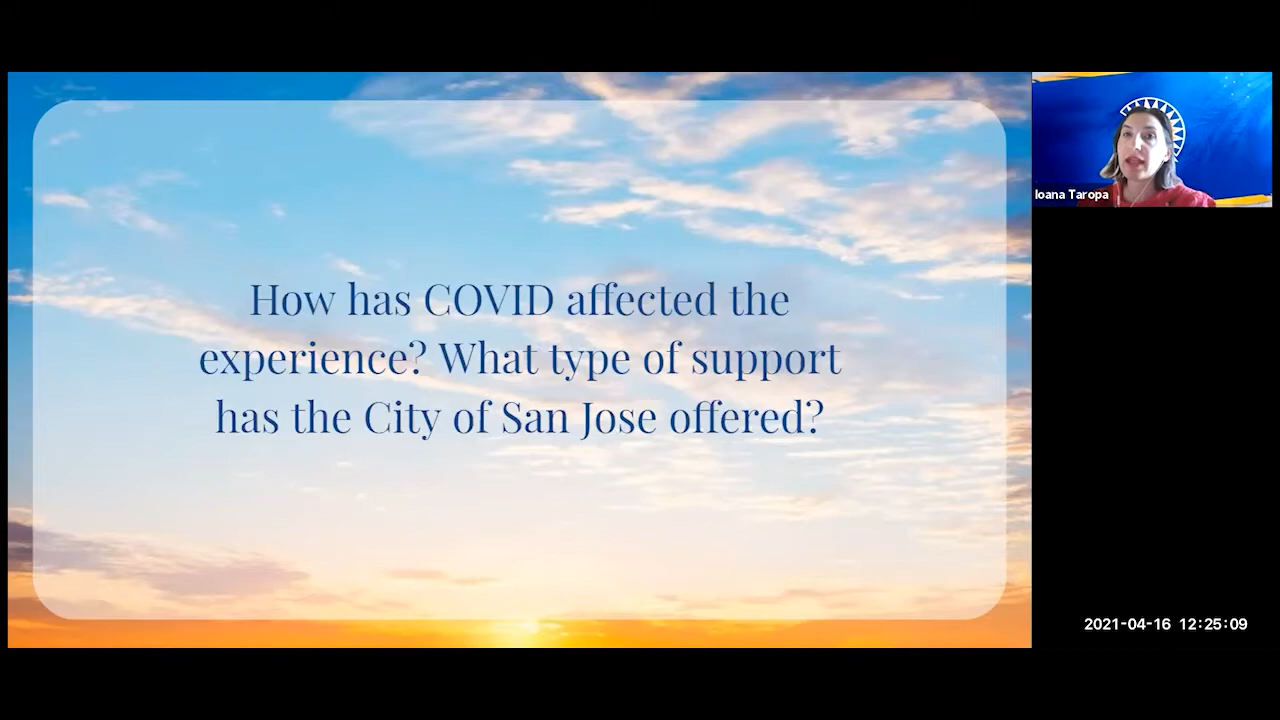 How has COVID affected the
experience? What type of support
has the City of San Jose offered?
Ioana Taropa
2021-04-16 12:25:09